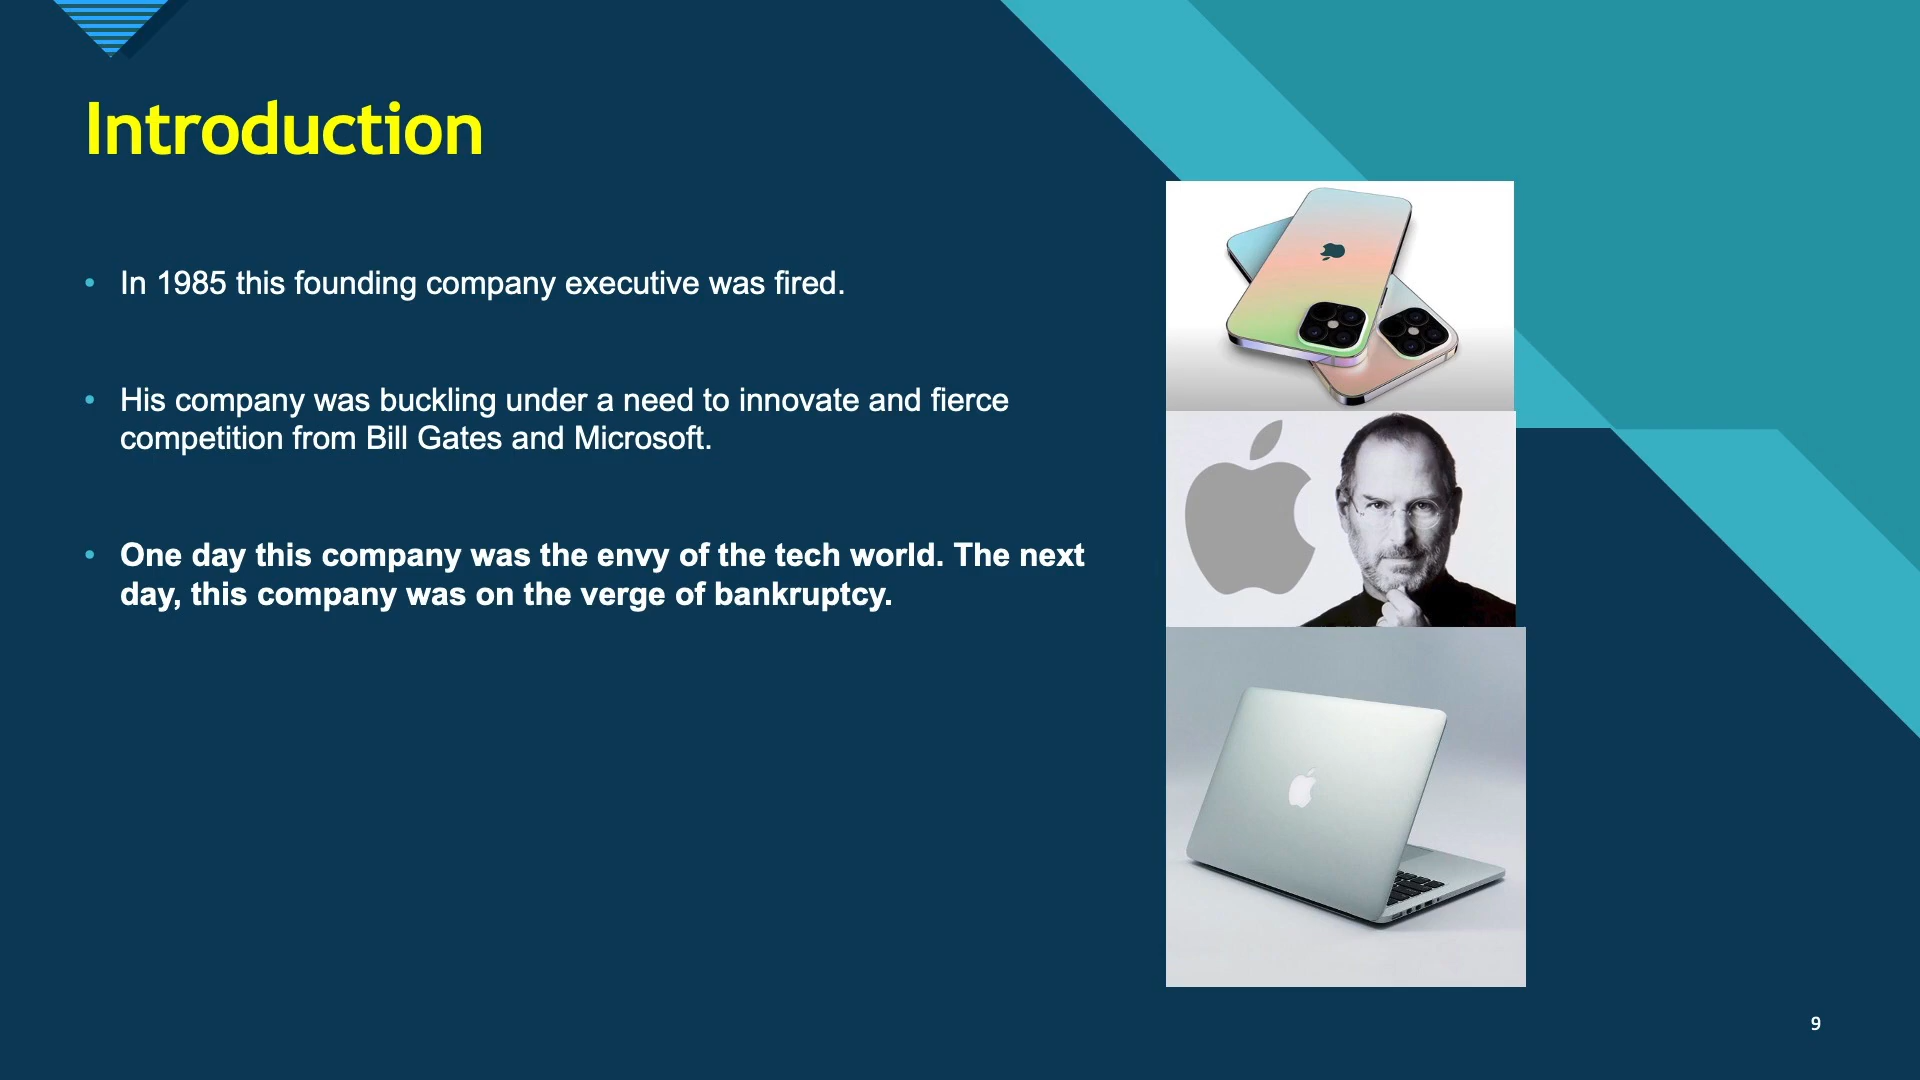 Introduction
• In 1985 this founding company executive was fired.
• His company was buckling under a need to innovate and fierce
competition from Bill Gates and Microsoft.
• One day this company was the envy of the tech world. The next
day, this company was on the verge of bankruptcy.
9